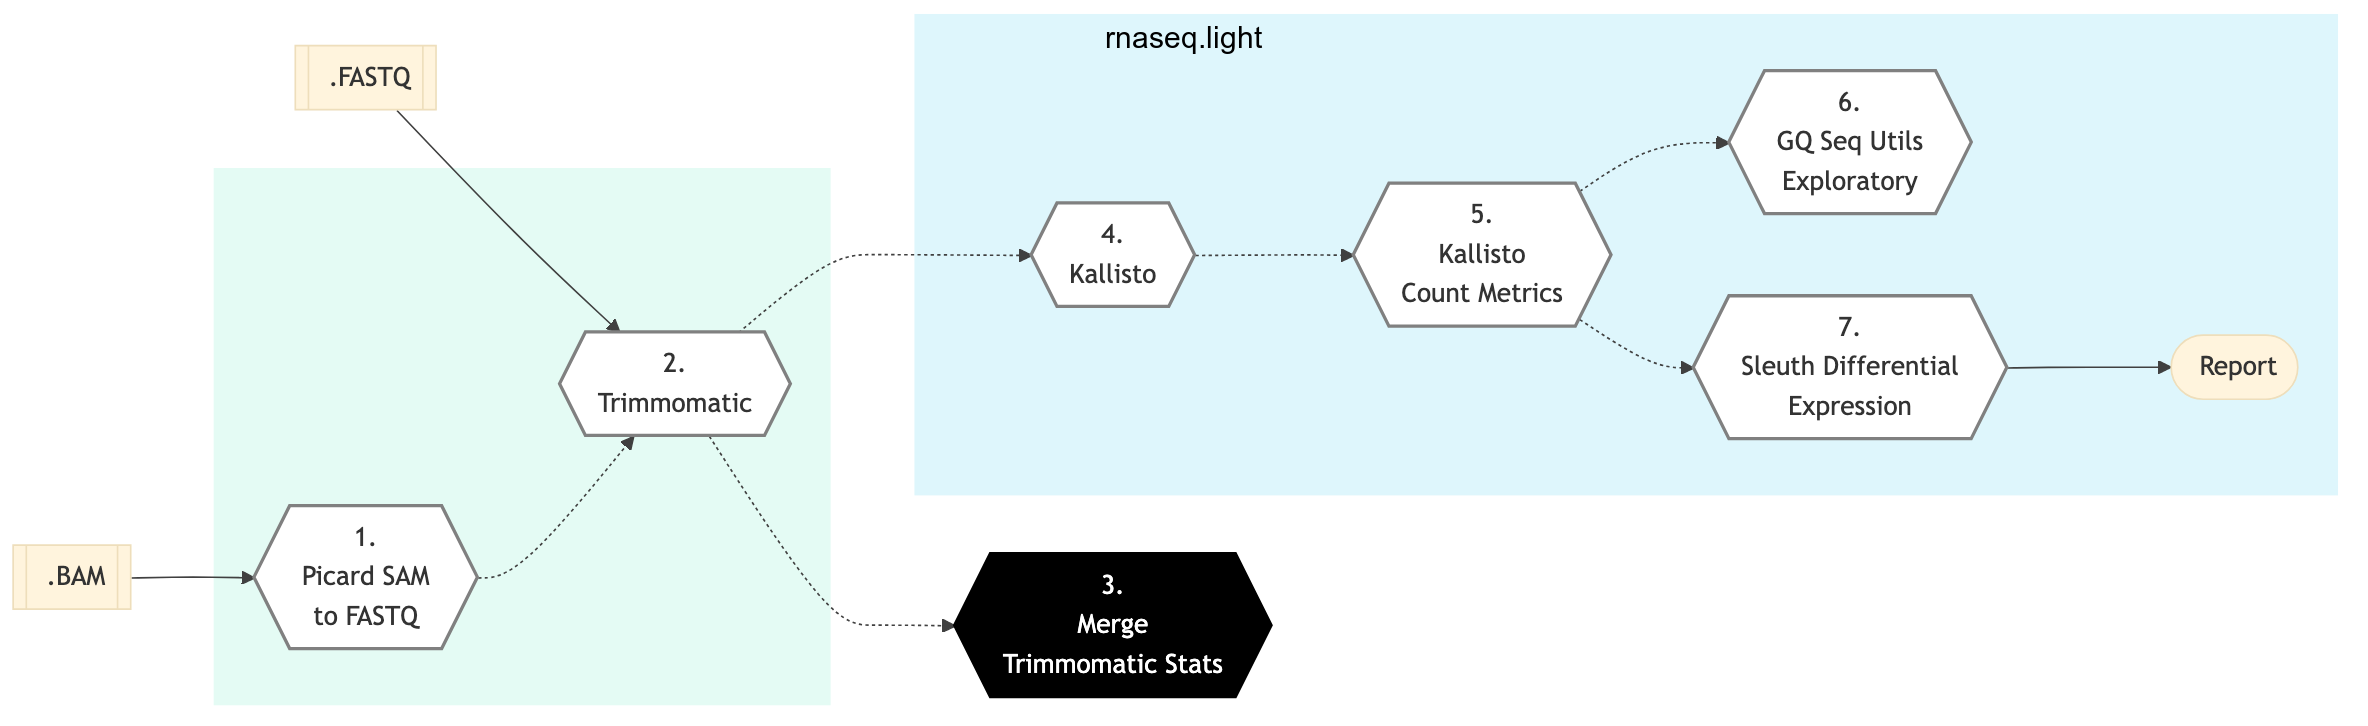 rnaseq.light
.FASTQ
.BAM
1.
Picard SAM
to FASTQ
2.
Trimmomatic
3.
Merge
Trimmomatic Stats
4.
Kallisto
5.
Kallisto
Count Metrics
6.
GQ Seq Utils
Exploratory
7.
Sleuth Differential
Expression
Report